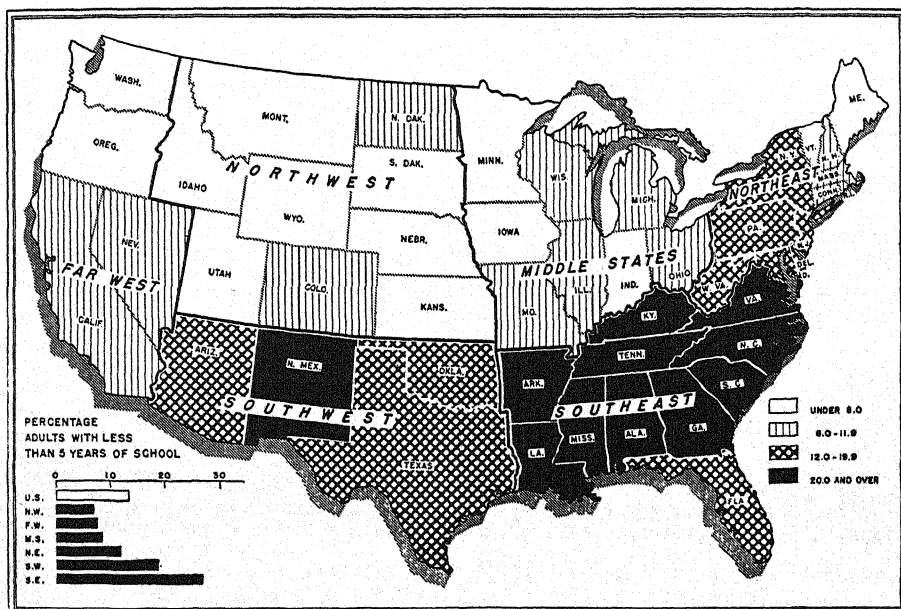 WASH.
MONT.
N. DAK.
MINN.
ME.
OREG.
IDAHO
S. DAK.
WIS.
MICH.
N.Y.
VT.
N. H.
MASS.
CONN.
NORTHWEST
NORTHEAST
WYO.
NEBR.
IOWA
PA.
N.J.
NEV.
UTAH
COLO.
KANS.
MO.
ILL.
IND.
OHIO
W. VA.
DEL.
MD.
FAR WEST
MIDDLE STATES
CALIF.
KY.
VA.
ARIZ.
N. MEX.
OKLA.
ARK.
TENN.
N. C.
S. C.
SOUTHWEST
SOUTHEAST
TEXAS
LA.
MISS.
ALA.
GA.
FLA.
PERCENTAGE
ADULTS WITH LESS
THAN 5 YEARS OF SCHOOL
0 10 20 30
U.S.
N.W.
F.W.
M.S.
N.E.
S.W.
S.E.
UNDER 8.0
8.0 - 11.9
12.0 - 19.9
20.0 AND OVER